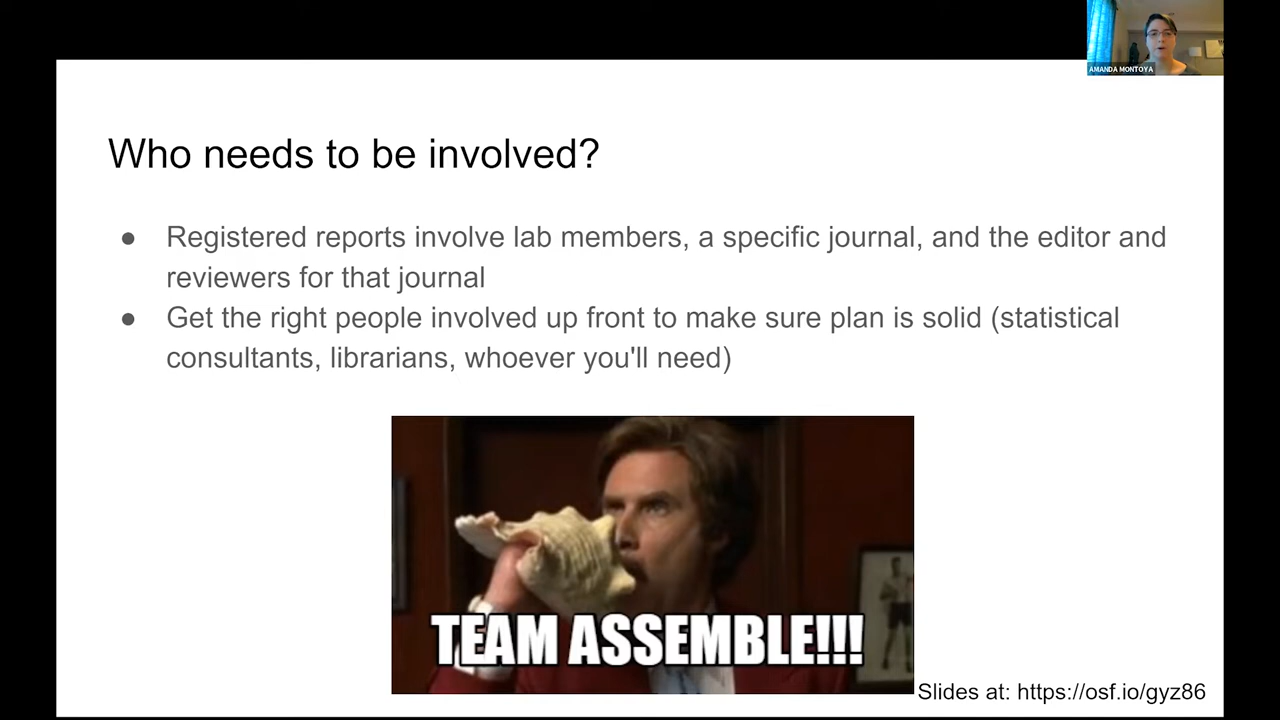 AMANDA MONTOYA
Who needs to be involved?
● Registered reports involve lab members, a specific journal, and the editor and
reviewers for that journal
● Get the right people involved up front to make sure plan is solid (statistical
consultants, librarians, whoever you'll need)
TEAM ASSEMBLE!!!
Slides at: https://osf.io/gyz86